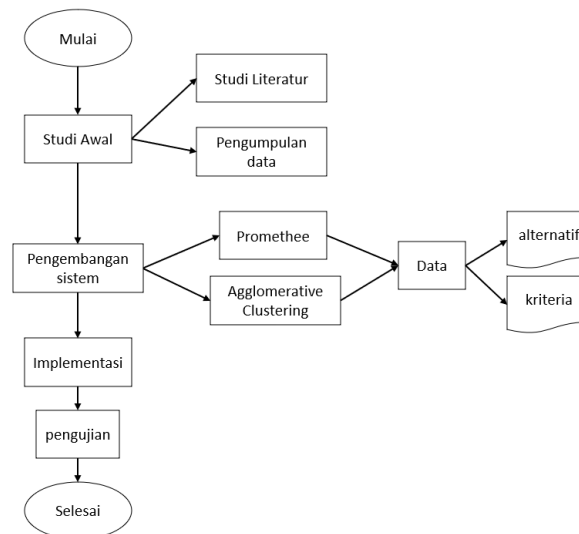 Mulai
Studi Awal
Studi Literatur
Pengumpulan
data
Pengembangan
sistem
Promethee
Agglomerative
Clustering
Data
alternatif
kriteria
Implementasi
pengujian
Selesai